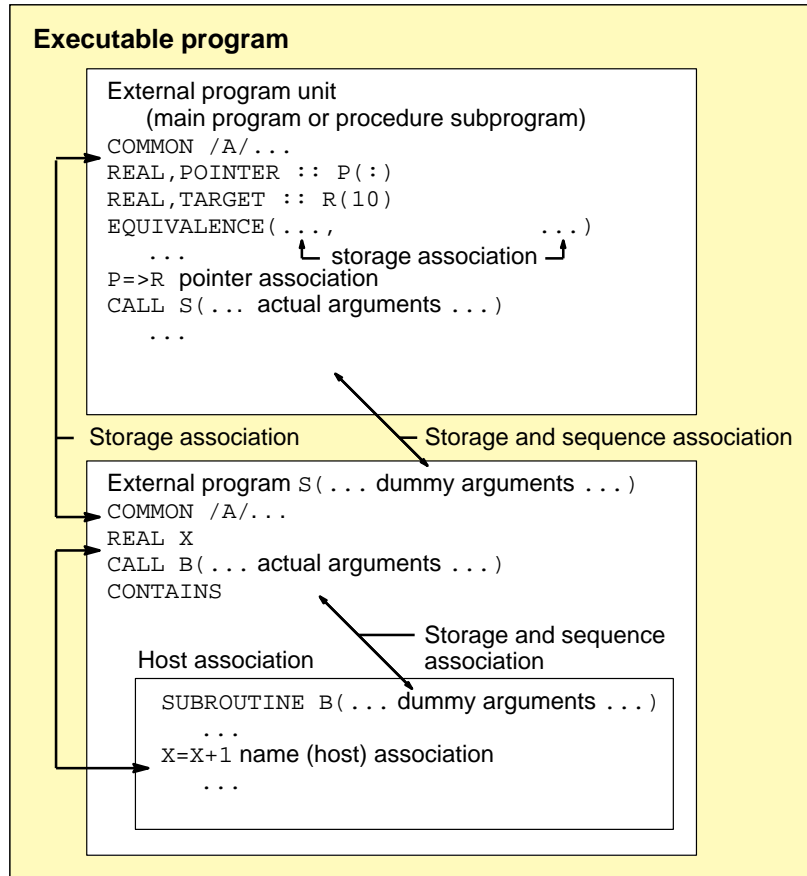 Executable program
External program unit
(main program or procedure subprogram)
COMMON /A/...
REAL,POINTER :: P(:)
REAL,TARGET :: R(10)
EQUIVALENCE(..., ...)
... storage association
P=>R pointer association
CALL S(... actual arguments ...)
...
Storage association Storage and sequence association
External program S(... dummy arguments ...)
COMMON /A/...
REAL X
CALL B(... actual arguments ...)
CONTAINS
Storage and sequence
association
Host association
SUBROUTINE B(... dummy arguments ...)
...
X=X+1 name (host) association
...